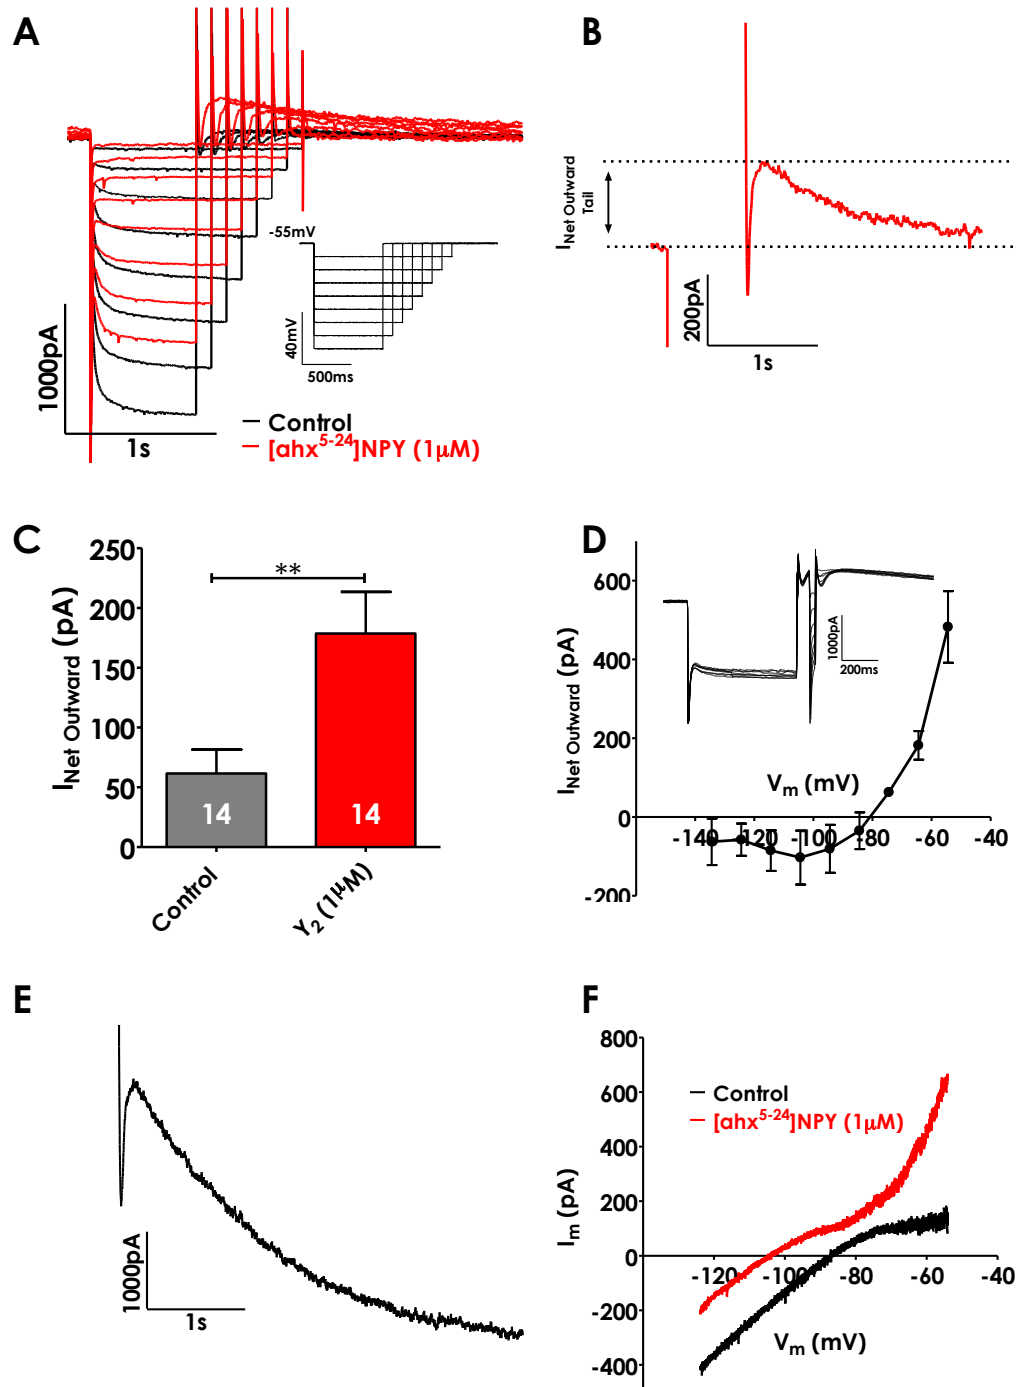 A
-55mV
40mV
500ms
1000pA
1s
Control
[ahx5-24]NPY (1μM)
B
INet Outward
Tail
200pA
1s
C
INet Outward (pA)
250
200
150
100
50
0
**
14
14
Control
Y2 (1μM)
D
INet Outward (pA)
600
400
200
0
-200
1000pA
200ms
Vm (mV)
-140
-120
-100
-80
-60
-40
E
1000pA
1s
F
Im (pA)
800
600
400
200
0
-200
-400
Control
[ahx5-24]NPY (1μM)
-120
-100
-80
-60
-40
Vm (mV)